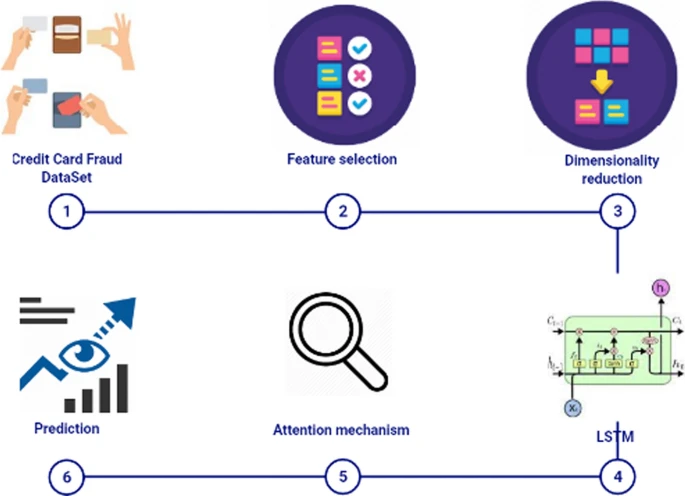 Credit Card Fraud
DataSet
Feature selection
Dimensionality
reduction
1
2
3
Prediction
Attention mechanism
LSTM
6
5
4